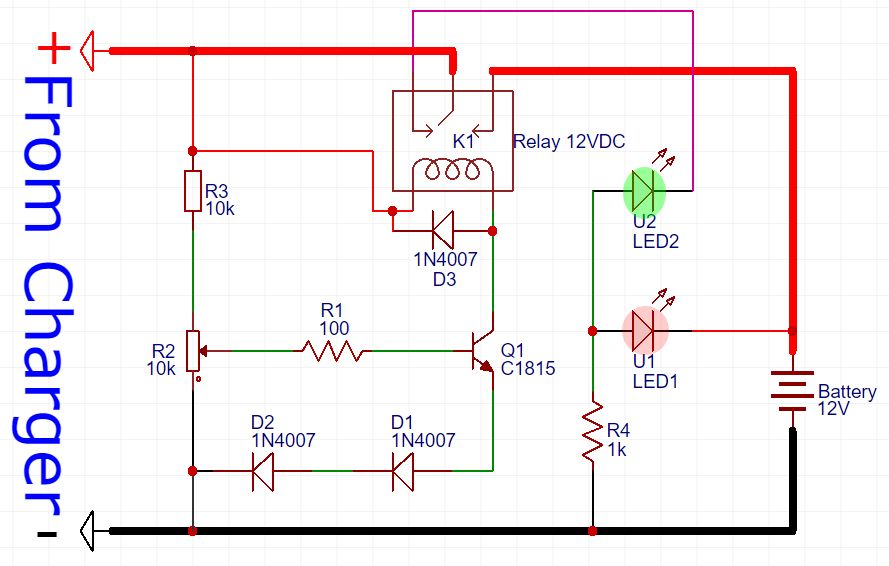 + From Charger -
K1
Relay 12VDC
R3
10k
U2
LED2
1N4007
D3
R1
100
R2
10k
Q1
C1815
U1
LED1
Battery
12V
D2
1N4007
D1
1N4007
R4
1k